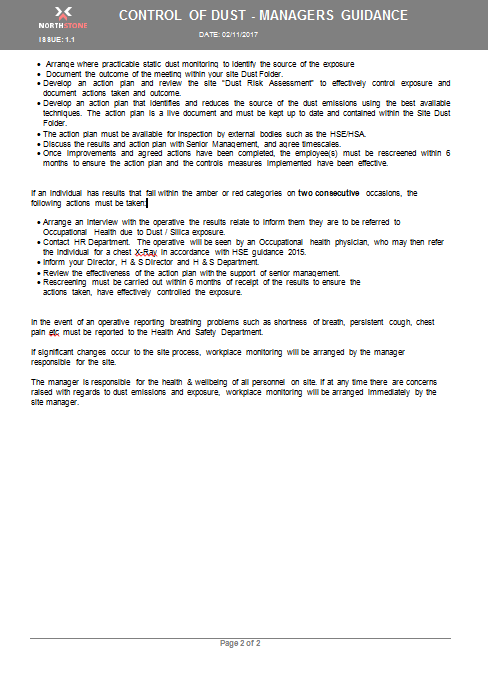 CONTROL OF DUST - MANAGERS GUIDANCE
NORTHSTONE
ISSUE: 1.1
DATE: 02/11/2017
• Arrange where practicable static dust monitoring to identify the source of the exposure
• Document the outcome of the meeting within your site Dust Folder.
• Develop an action plan and review the site "Dust Risk Assessment" to effectively control exposure and
document actions taken and outcome.
• Develop an action plan that identifies and reduces the source of the dust emissions using the best available
techniques. The action plan is a live document and must be kept up to date and contained within the Site Dust
Folder.
• The action plan must be available for inspection by external bodies such as the HSE/HSA.
• Discuss the results and action plan with Senior Management, and agree timescales.
• Once improvements and agreed actions have been completed, the employee(s) must be rescreened within 6
months to ensure the action plan and the controls measures implemented have been effective.
If an individual has results that fall within the amber or red categories on two consecutive occasions, the
following actions must be taken:
• Arrange an interview with the operative the results relate to inform them they are to be referred to
Occupational Health due to Dust / Silica exposure.
• Contact HR Department. The operative will be seen by an Occupational health physician, who may then refer
the individual for a chest X-Ray in accordance with HSE guidance 2015.
• Inform your Director, H & S Director and H & S Department.
• Review the effectiveness of the action plan with the support of senior management.
• Rescreening must be carried out within 6 months of receipt of the results to ensure the
actions taken, have effectively controlled the exposure.
In the event of an operative reporting breathing problems such as shortness of breath, persistent cough, chest
pain etc must be reported to the Health And Safety Department.
If significant changes occur to the site process, workplace monitoring will be arranged by the manager
responsible for the site.
The manager is responsible for the health & wellbeing of all personnel on site. If at any time there are concerns
raised with regards to dust emissions and exposure, workplace monitoring will be arranged immediately by the
site manager.
Page 2 of 2